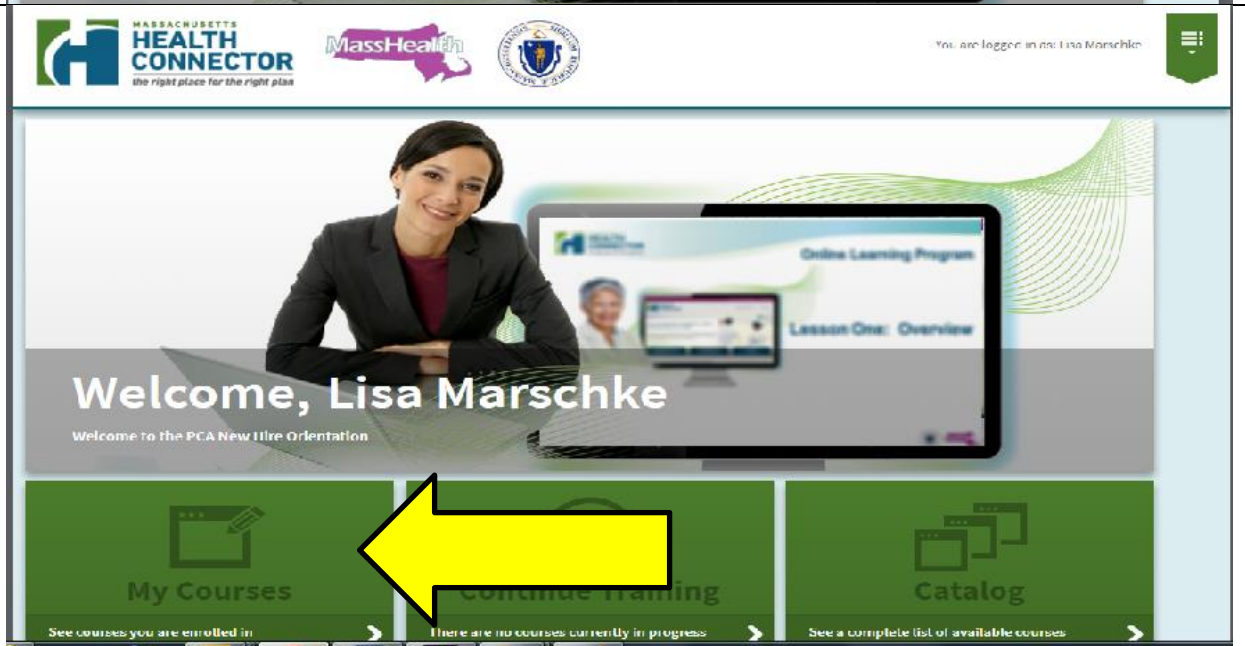 MASSACHUSETTS
HEALTH
CONNECTOR
the right place for the right plan
MassHealth
You are logged in as: Lisa Marschke
HEALTH
CONNECTOR
Online Learning Program
Lesson One: Overview
Welcome, Lisa Marschke
Welcome to the PCA New Hire Orientation
My Courses
Continue Training
Catalog
See courses you are enrolled in
There are no courses currently in progress
See a complete list of available courses